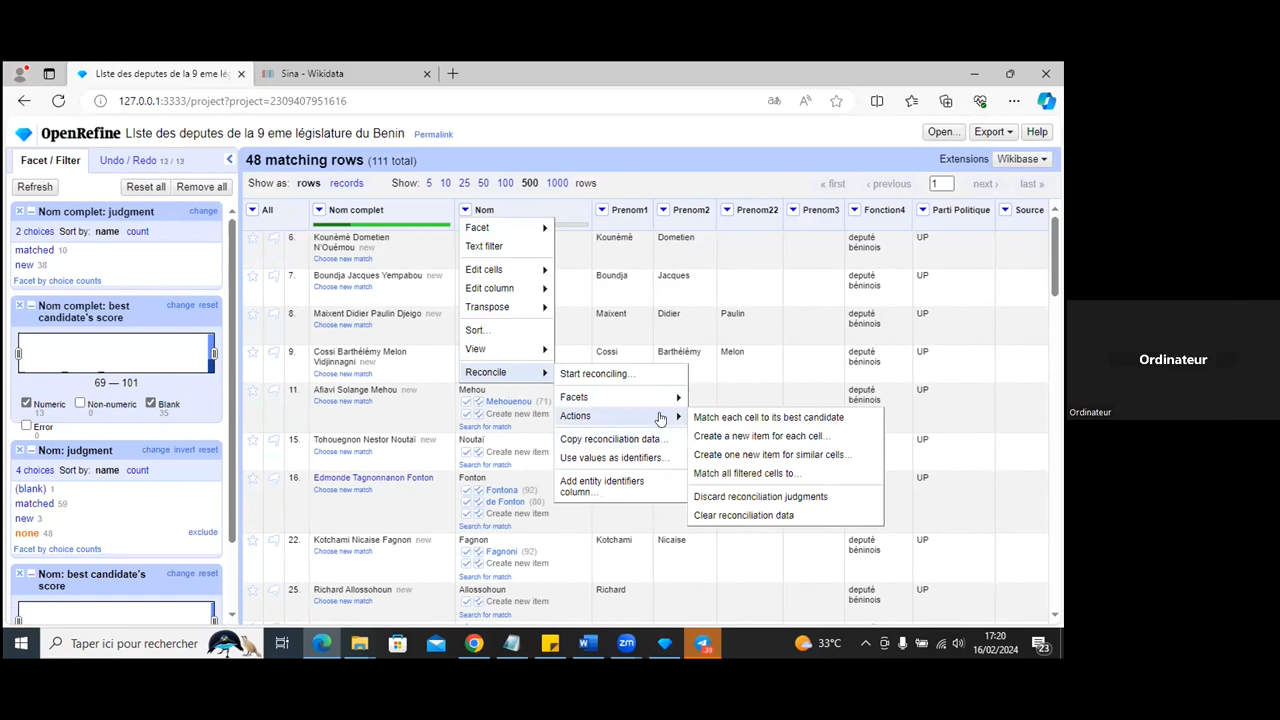 LIste des deputes de la 9 eme lég
Sina - Wikidata
127.0.0.1:3333/project?project=2309407951616
OpenRefine LIste des deputes de la 9 eme législature du Benin Permalink
Open... Export Help
Facet / Filter Undo / Redo 13 / 13
48 matching rows (111 total)
Extensions Wikibase
Refresh Reset all Remove all
Show as: rows records Show: 5 10 25 50 100 500 1000 rows
« first ‹ previous 1 next › last »
Nom complet: judgment change
2 choices Sort by: name count
matched 10
new 38
Facet by choice counts
Nom complet: best candidate's score change reset
69 — 101
Numeric 13
Non-numeric 0
Blank 35
Error 0
Nom: judgment change invert reset
4 choices Sort by: name count
(blank) 1
matched 59
new 3
none 48 exclude
Facet by choice counts
Nom: best candidate's score change reset
All Nom complet Nom Prenom1 Prenom2 Prenom22 Prenom3 Fonction4 Parti Politique Source
6. Kounèmè Dometien N'Ouémou new Kounèmè Dometien deputé béninois UP
Choose new match
7. Boundja Jacques Yempabou new Boundja Jacques deputé béninois UP
Choose new match
8. Maixent Didier Paulin Djeigo Maixent Didier Paulin deputé béninois UP
Choose new match
9. Cossi Barthélémy Melon Vidjinnagni new Cossi Barthélémy Melon deputé béninois UP
Choose new match
11. Afiavi Solange Mehou new Mehou
Choose new match
Mehouenou (71)
Create new item
Search for match
15. Tohouegnon Nestor Noutaï new Noutaï
Choose new match
Create new item
Search for match
16. Edmonde Tagnonnanon Fonton Fonton
Fontona (92)
de Fonton (80)
Create new item
Search for match
22. Kotchami Nicaise Fagnon new Fagnon Kotchami Nicaise deputé béninois UP
Choose new match
Fagnoni (92)
Create new item
Search for match
25. Richard Allossohoun new Allossohoun Richard deputé béninois UP
Choose new match
Create new item
Search for match
Facet
Text filter
Edit cells
Edit column
Transpose
Sort...
View
Reconcile
Start reconciling...
Facets
Actions
Copy reconciliation data...
Use values as identifiers...
Add entity identifiers column...
Match each cell to its best candidate
Create a new item for each cell...
Create one new item for similar cells...
Match all filtered cells to...
Discard reconciliation judgments
Clear reconciliation data
Ordinateur
Ordinateur
Taper ici pour rechercher
33°C
17:20
16/02/2024
23